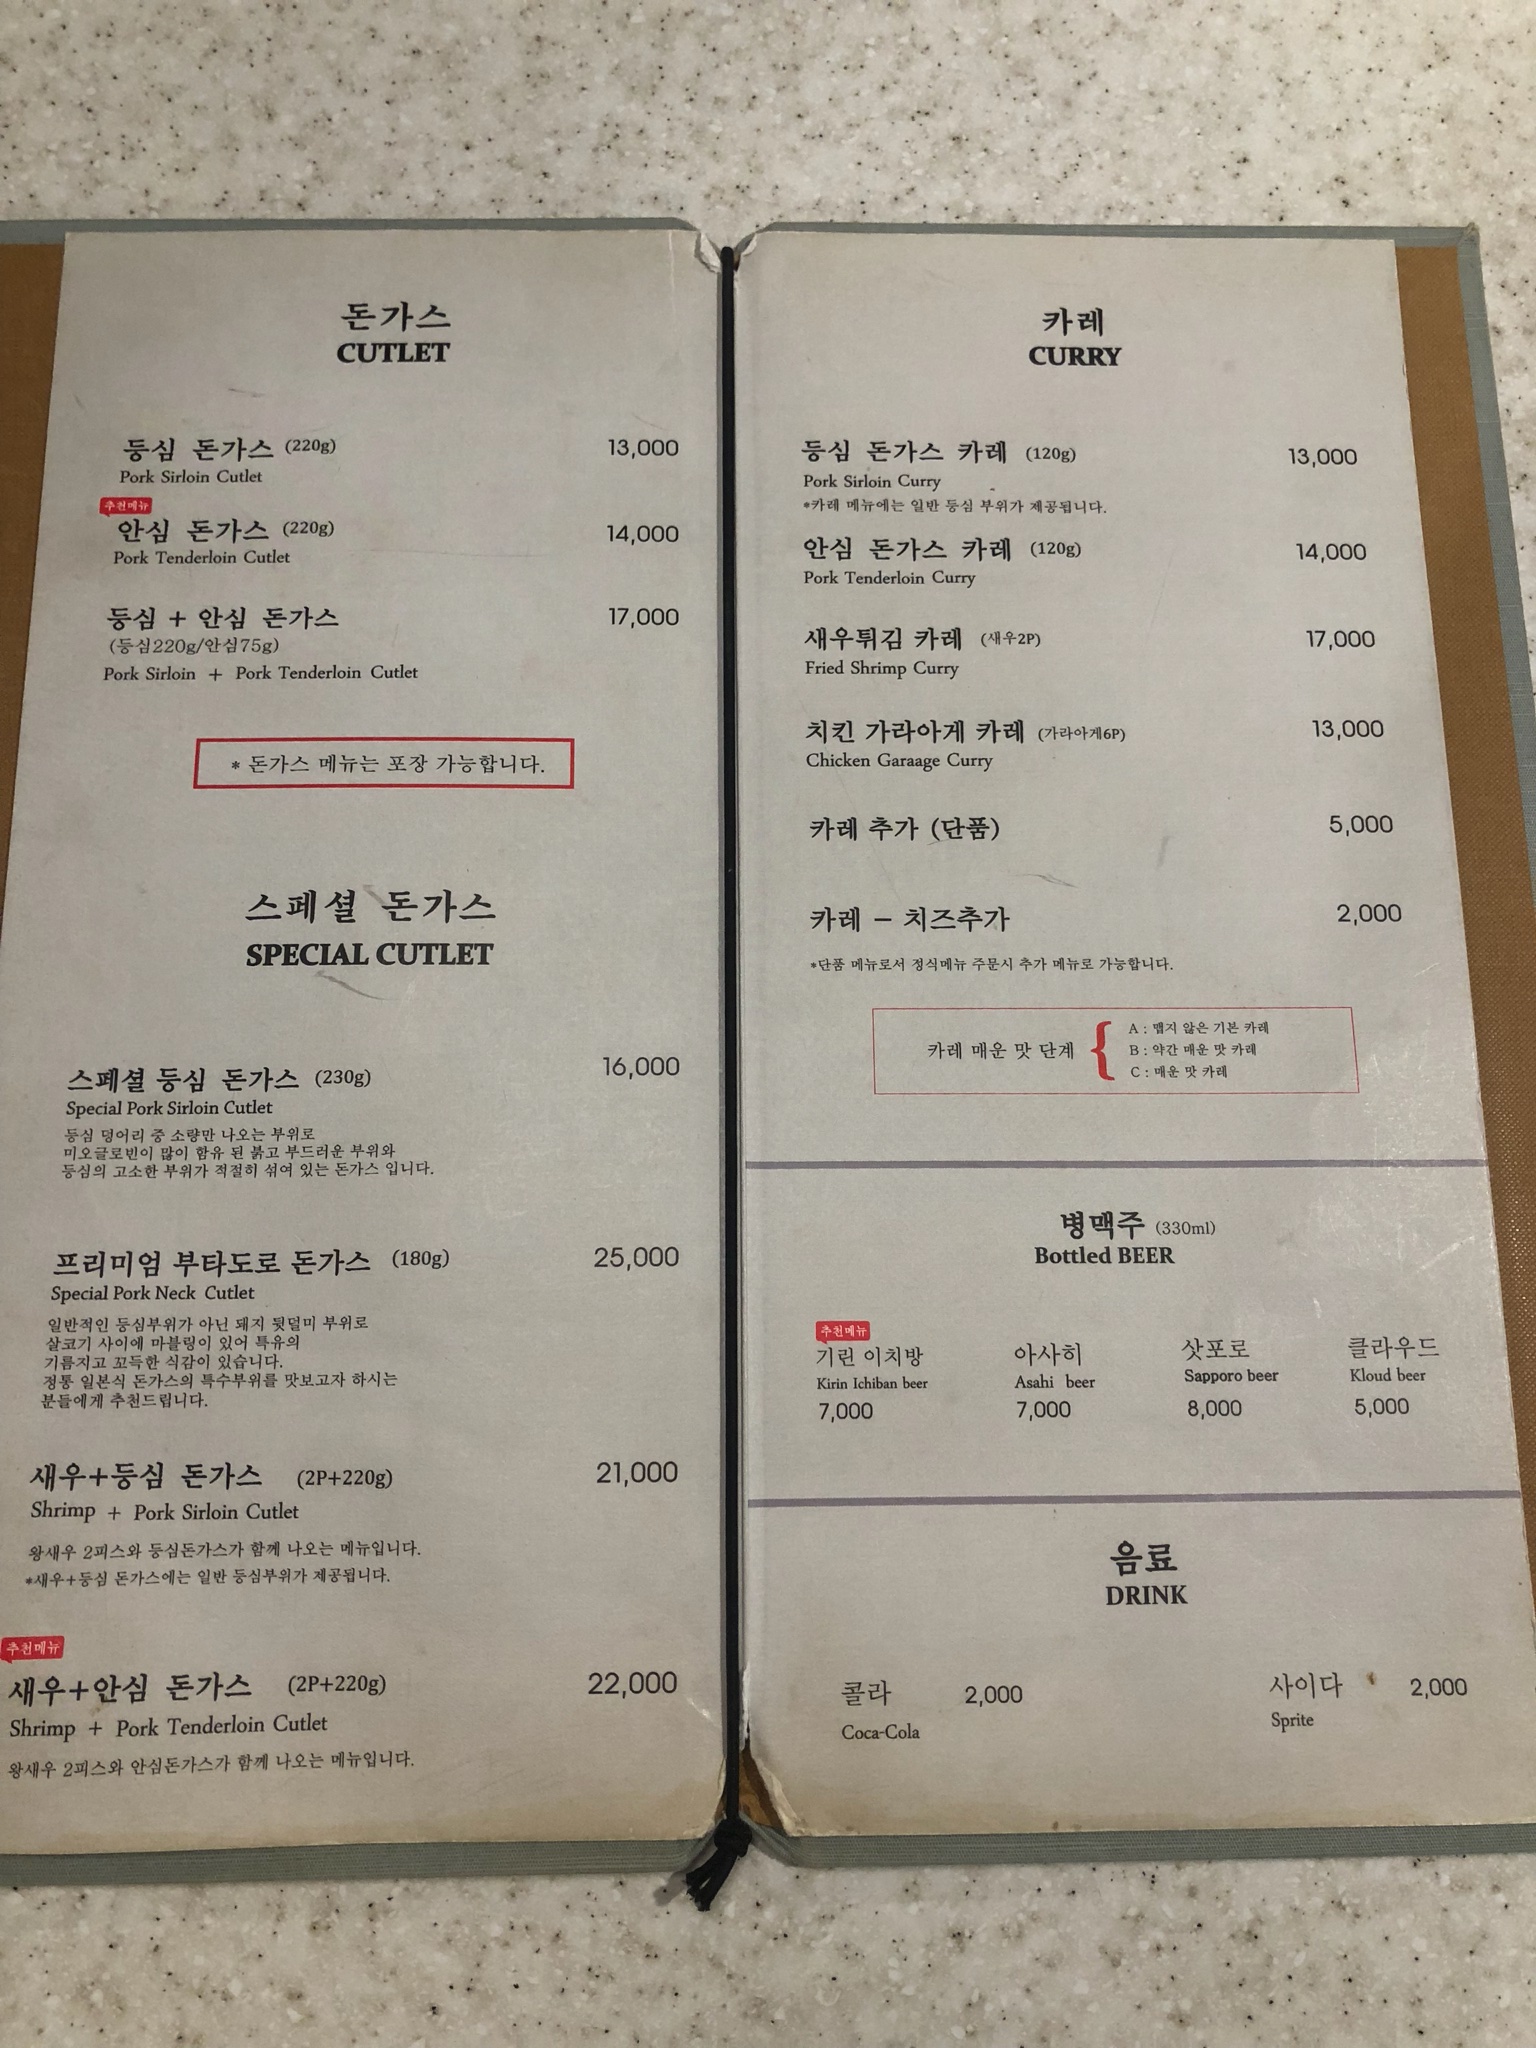 돈가스
CUTLET
등심 돈가스 (220g) 13,000
Pork Sirloin Cutlet
추천메뉴
안심 돈가스 (220g) 14,000
Pork Tenderloin Cutlet
등심 + 안심 돈가스 17,000
(등심220g/안심75g)
Pork Sirloin + Pork Tenderloin Cutlet
* 돈가스 메뉴는 포장 가능합니다.
스페셜 돈가스
SPECIAL CUTLET
스페셜 등심 돈가스 (230g) 16,000
Special Pork Sirloin Cutlet
등심 덩어리 중 소량만 나오는 부위로
미오글로빈이 많이 함유 된 붉고 부드러운 부위와
등심의 고소한 부위가 적절히 섞여 있는 돈가스 입니다.
프리미엄 부타도로 돈가스 (180g) 25,000
Special Pork Neck Cutlet
일반적인 등심부위가 아닌 돼지 뒷덜미 부위로
살코기 사이에 마블링이 있어 특유의
기름지고 꼬득한 식감이 있습니다.
정통 일본식 돈가스의 특수부위를 맛보고자 하시는
분들에게 추천드립니다.
새우+등심 돈가스 (2P+220g) 21,000
Shrimp + Pork Sirloin Cutlet
왕새우 2피스와 등심돈가스가 함께 나오는 메뉴입니다.
*새우+등심 돈가스에는 일반 등심부위가 제공됩니다.
추천메뉴
새우+안심 돈가스 (2P+220g) 22,000
Shrimp + Pork Tenderloin Cutlet
왕새우 2피스와 안심돈가스가 함께 나오는 메뉴입니다.
카레
CURRY
등심 돈가스 카레 (120g) 13,000
Pork Sirloin Curry
*카레 메뉴에는 일반 등심 부위가 제공됩니다.
안심 돈가스 카레 (120g) 14,000
Pork Tenderloin Curry
새우튀김 카레 (새우2P) 17,000
Fried Shrimp Curry
치킨 가라아게 카레 (가라아게6P) 13,000
Chicken Garaage Curry
카레 추가 (단품) 5,000
카레 - 치즈추가 2,000
*단품 메뉴로서 정식메뉴 주문시 추가 메뉴로 가능합니다.
카레 매운 맛 단계
A : 맵지 않은 기본 카레
B : 약간 매운 맛 카레
C : 매운 맛 카레
병맥주 (330ml)
Bottled BEER
추천메뉴
기린 이치방 아사히 삿포로 클라우드
Kirin Ichiban beer Asahi beer Sapporo beer Kloud beer
7,000 7,000 8,000 5,000
음료
DRINK
콜라 2,000 사이다 2,000
Coca-Cola Sprite